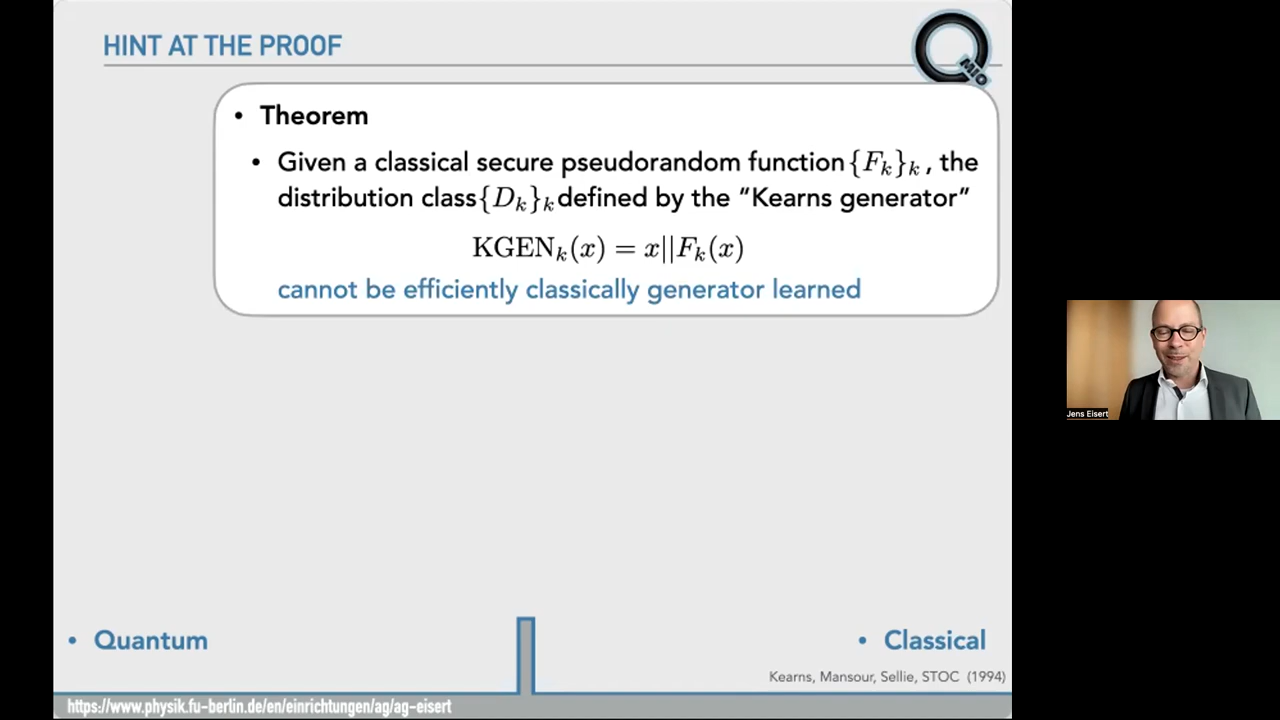 HINT AT THE PROOF
QMIO
• Theorem
• Given a classical secure pseudorandom function {F_k}_k , the
distribution class {D_k}_k defined by the “Kearns generator”
KGEN_k(x) = x||F_k(x)
cannot be efficiently classically generator learned
Jens Eisert
• Quantum
• Classical
Kearns, Mansour, Sellie, STOC (1994)
https://www.physik.fu-berlin.de/en/einrichtungen/ag/ag-eisert